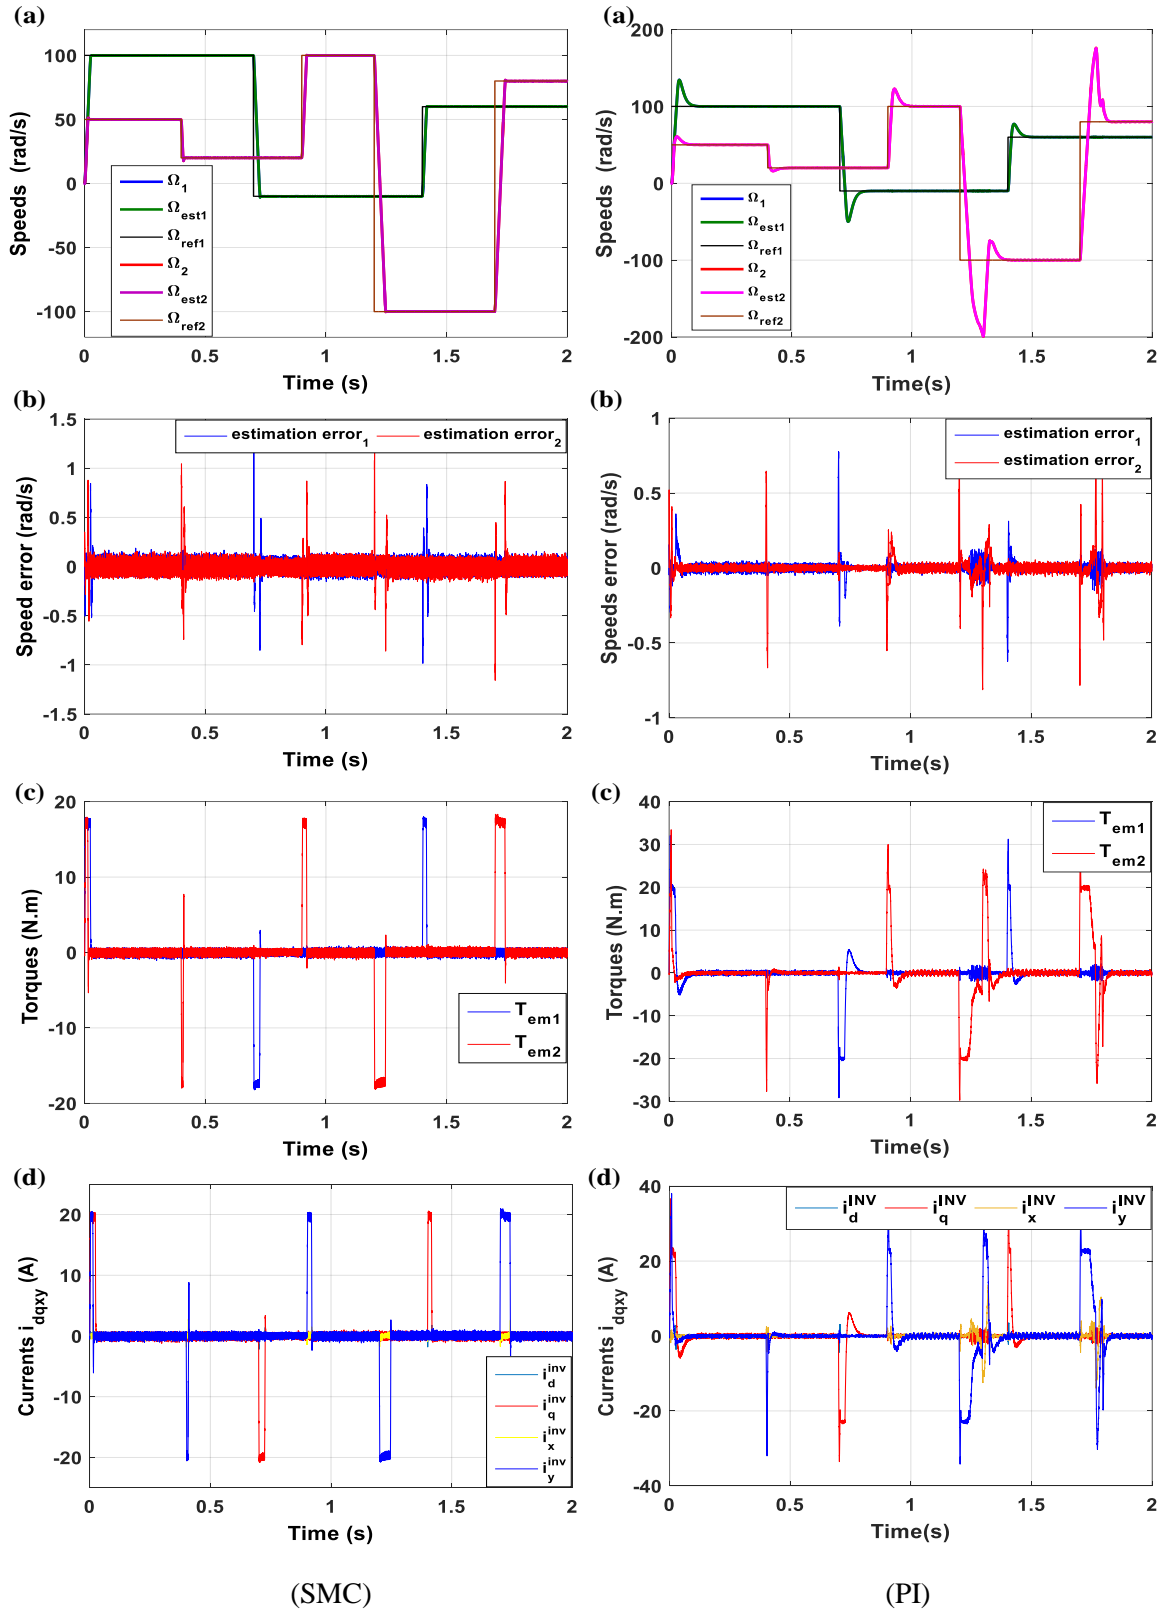 (a)
100
50
0
-50
-100
Speeds (rad/s)
Ω1
Ωest1
Ωref1
Ω2
Ωest2
Ωref2
0 0.5 1 1.5 2
Time (s)
(a)
200
100
0
-100
-200
Speeds (rad/s)
Ω1
Ωest1
Ωref1
Ω2
Ωest2
Ωref2
0 0.5 1 1.5 2
Time(s)
(b)
1.5
1
0.5
0
-0.5
-1
-1.5
Speed error (rad/s)
estimation error1 estimation error2
0 0.5 1 1.5 2
Time (s)
(b)
1
0.5
0
-0.5
-1
Speeds error (rad/s)
estimation error1
estimation error2
0 0.5 1 1.5 2
Time(s)
(c)
20
10
0
-10
-20
Torques (N.m)
Tem1
Tem2
0 0.5 1 1.5 2
Time (s)
(c)
40
30
20
10
0
-10
-20
-30
Torques (N.m)
Tem1
Tem2
0 0.5 1 1.5 2
Time(s)
(d)
20
10
0
-10
-20
Currents idqxy (A)
id^inv
iq^inv
ix^inv
iy^inv
0 0.5 1 1.5 2
Time (s)
(d)
40
20
0
-20
-40
Currents idqxy (A)
id^INV iq^INV ix^INV iy^INV
0 0.5 1 1.5 2
Time(s)
(SMC)
(PI)